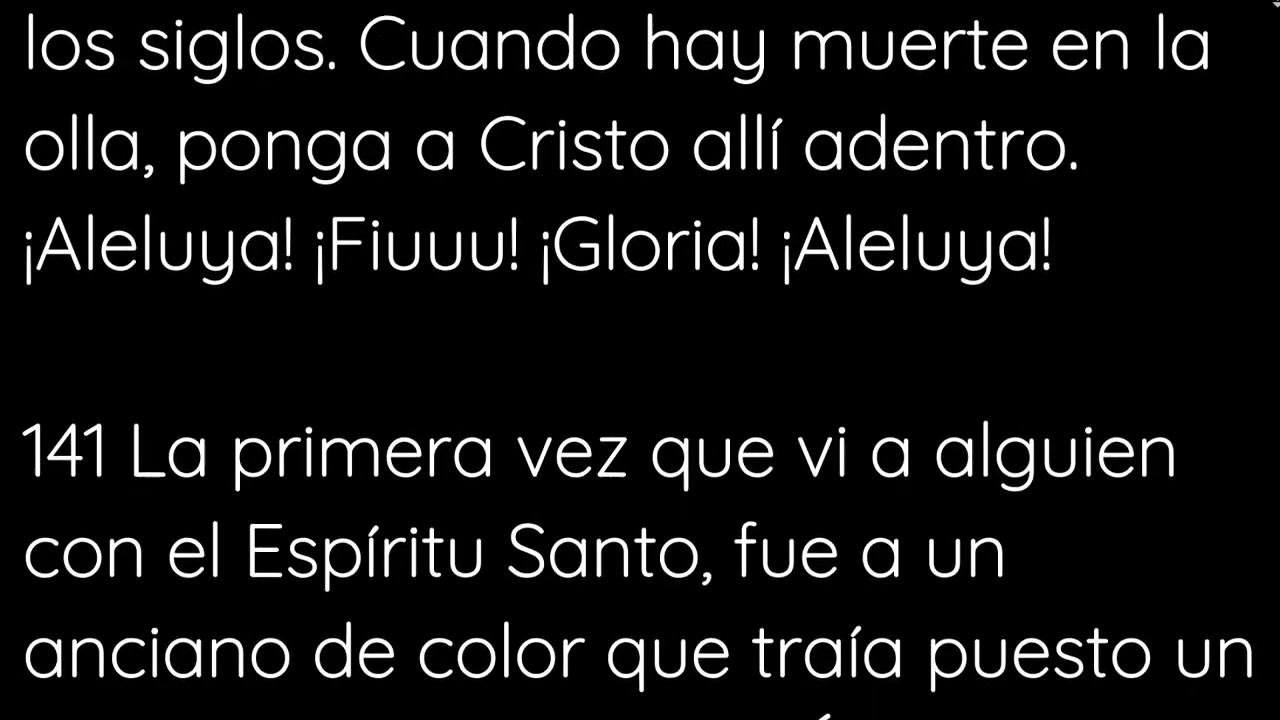 los siglos. Cuando hay muerte en la
olla, ponga a Cristo allí adentro.
¡Aleluya! ¡Fiuuu! ¡Gloria! ¡Aleluya!
141 La primera vez que vi a alguien
con el Espíritu Santo, fue a un
anciano de color que traía puesto un